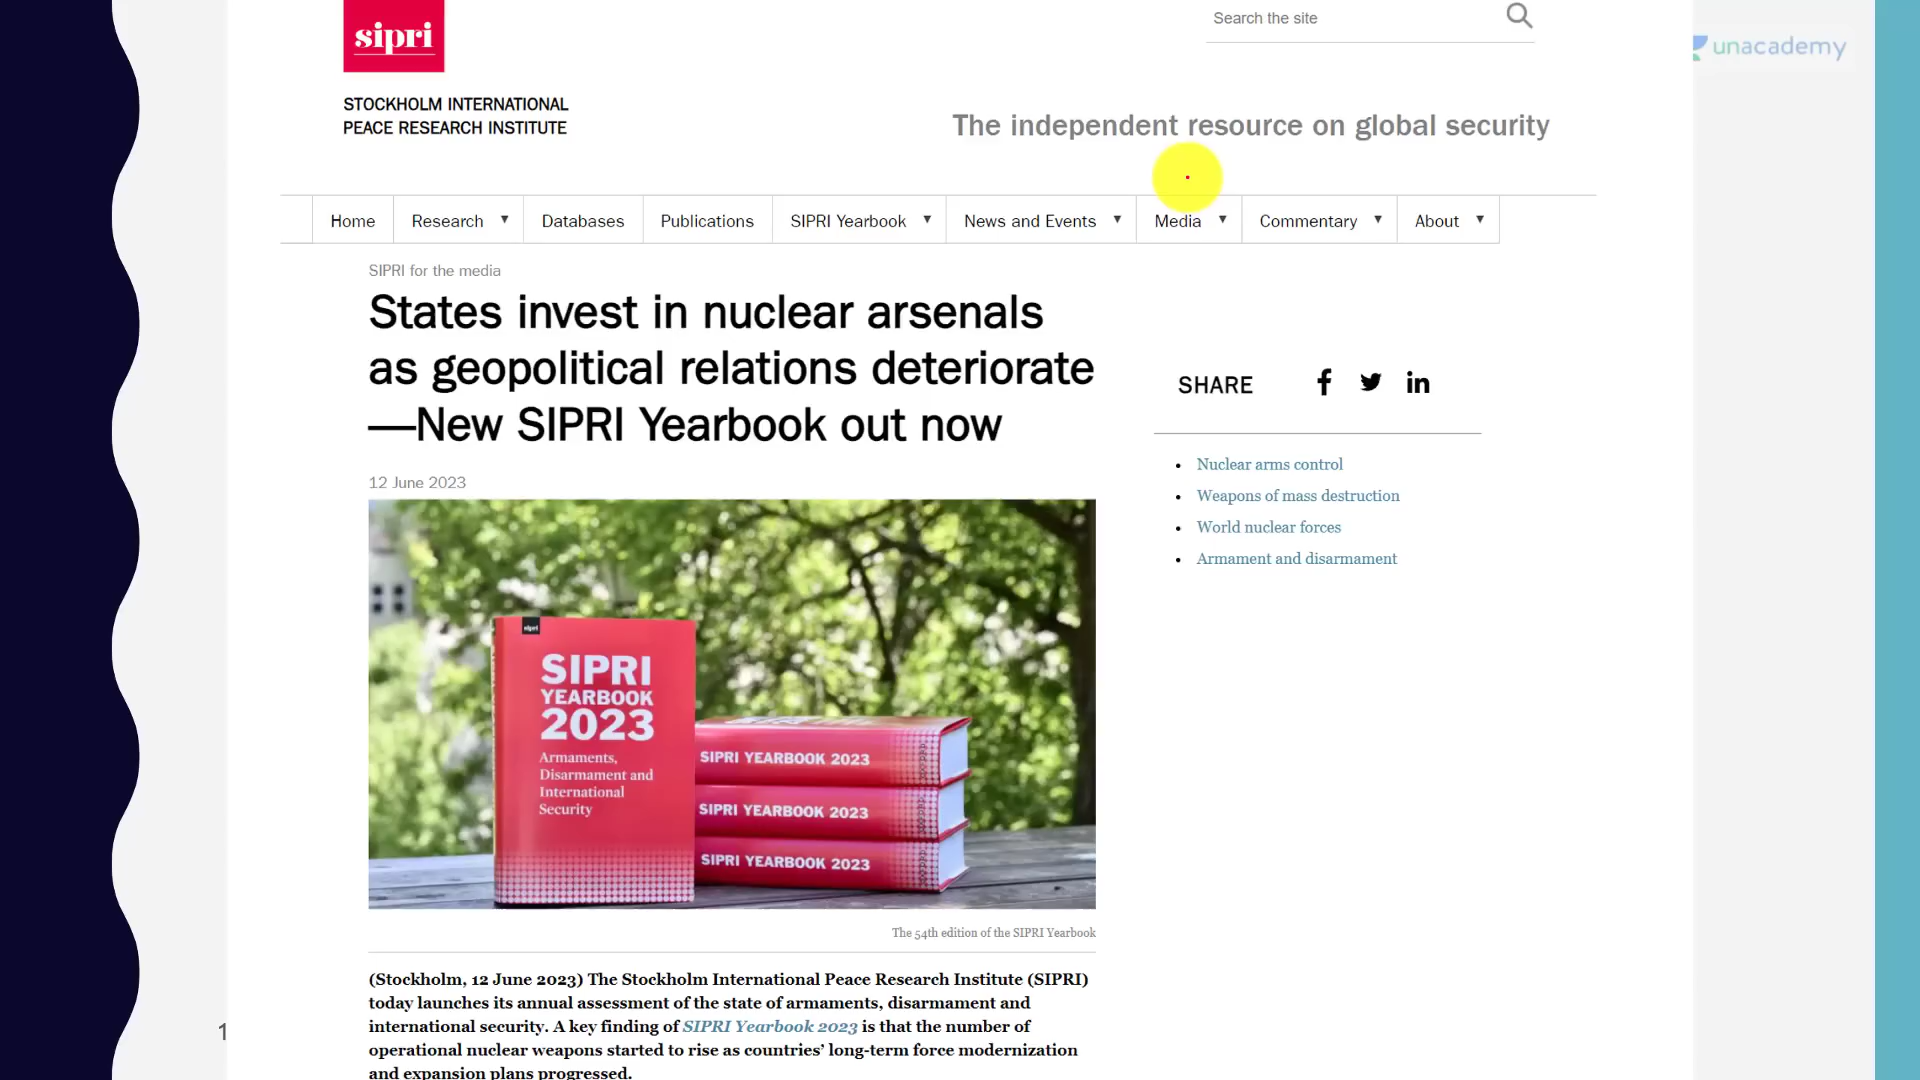 sipri
Search the site
unacademy
STOCKHOLM INTERNATIONAL
PEACE RESEARCH INSTITUTE
The independent resource on global security
Home Research Databases Publications SIPRI Yearbook News and Events Media Commentary About
SIPRI for the media
States invest in nuclear arsenals
as geopolitical relations deteriorate
—New SIPRI Yearbook out now
12 June 2023
SHARE
Nuclear arms control
Weapons of mass destruction
World nuclear forces
Armament and disarmament
sipri
SIPRI
YEARBOOK
2023
Armaments,
Disarmament and
International
Security
SIPRI YEARBOOK 2023
SIPRI YEARBOOK 2023
SIPRI YEARBOOK 2023
The 54th edition of the SIPRI Yearbook
(Stockholm, 12 June 2023) The Stockholm International Peace Research Institute (SIPRI)
today launches its annual assessment of the state of armaments, disarmament and
international security. A key finding of SIPRI Yearbook 2023 is that the number of
operational nuclear weapons started to rise as countries’ long-term force modernization
and expansion plans progressed.
1